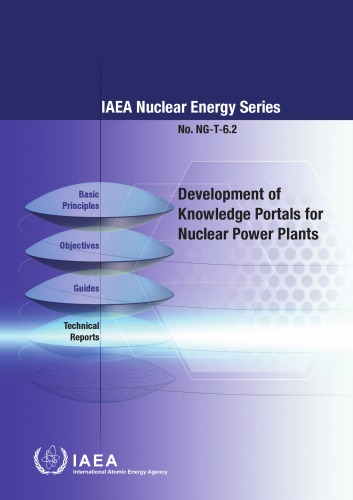 IAEA Nuclear Energy Series
No. NG-T-6.2
Basic
Principles
Objectives
Guides
Technical
Reports
Development of
Knowledge Portals for
Nuclear Power Plants
IAEA
International Atomic Energy Agency